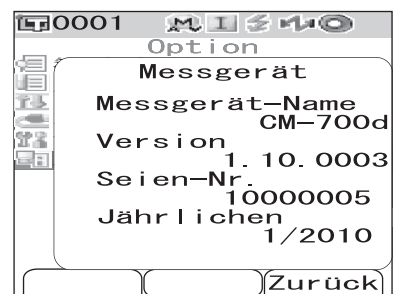 0001 M I
Option
Messgerät
Messgerät-Name
CM-700d
Version
1.10.0003
Seien-Nr.
10000005
Jährlichen
1/2010
Zurück